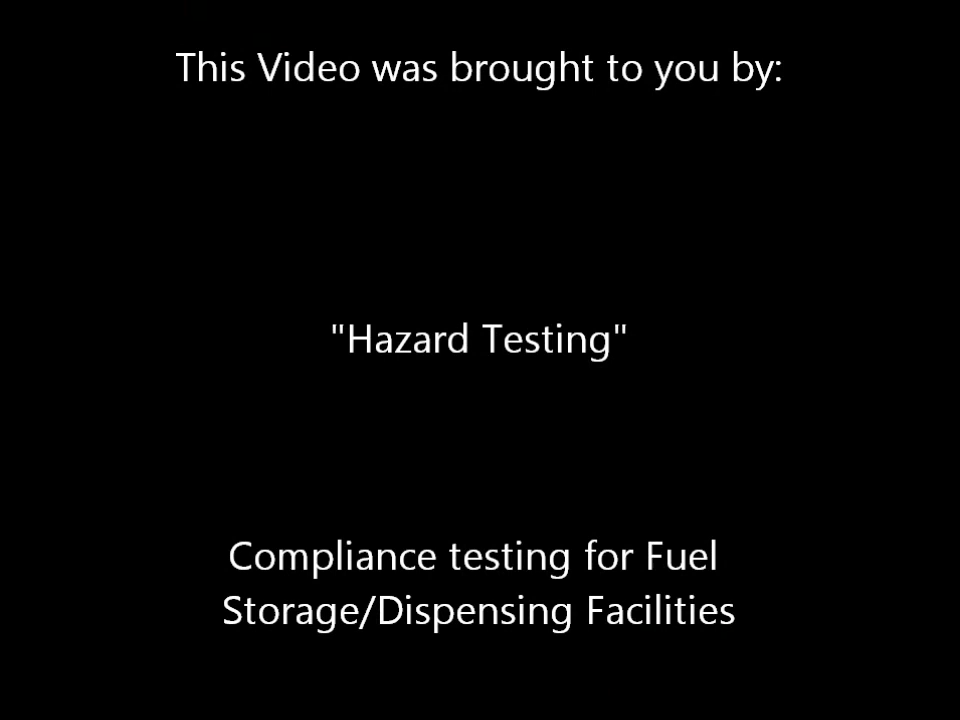 This Video was brought to you by:
"Hazard Testing"
Compliance testing for Fuel
Storage/Dispensing Facilities